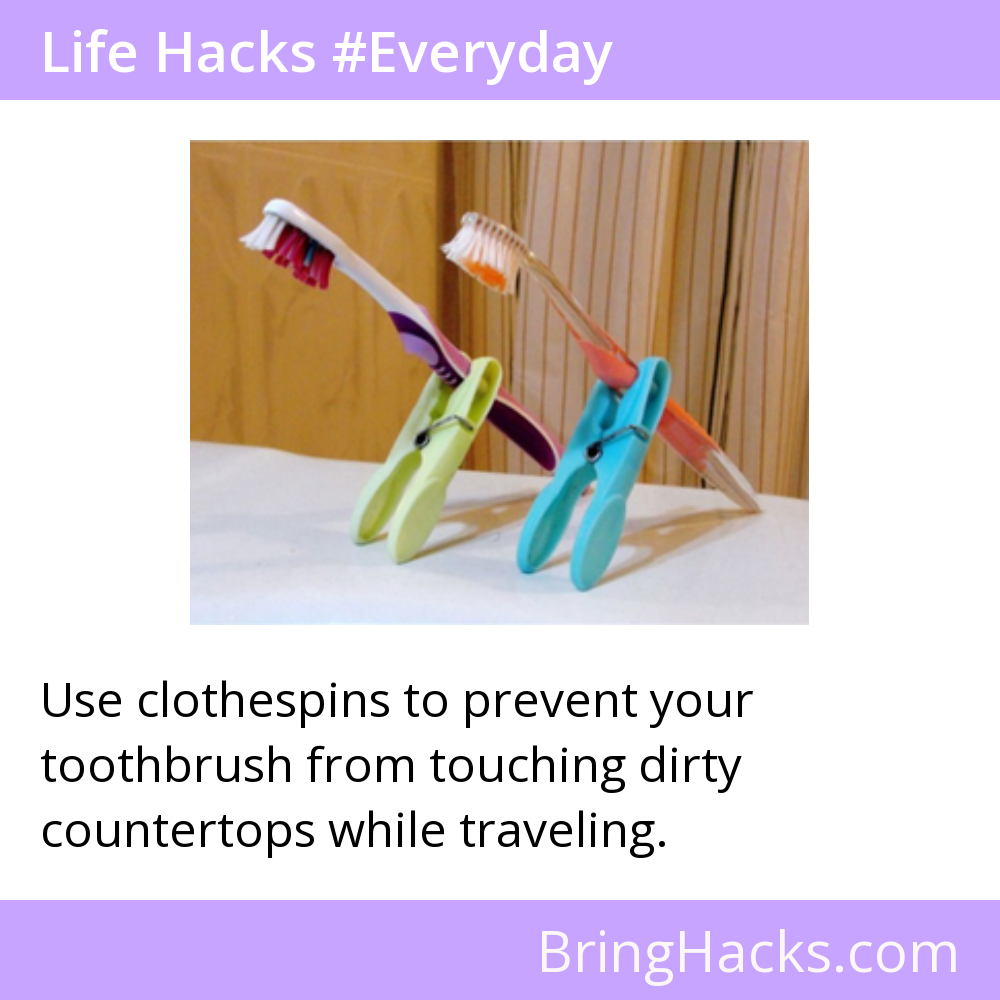 Life Hacks #Everyday
Use clothespins to prevent your
toothbrush from touching dirty
countertops while traveling.
BringHacks.com